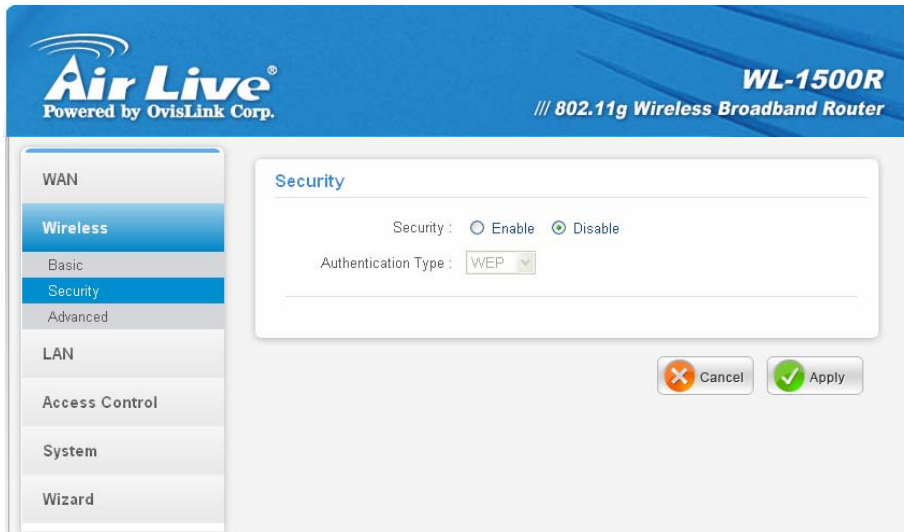 Air Live®
Powered by OvisLink Corp.
WL-1500R
/// 802.11g Wireless Broadband Router
WAN
Wireless
Basic
Security
Advanced
LAN
Access Control
System
Wizard
Security
Security : Enable Disable
Authentication Type : WEP
Cancel Apply